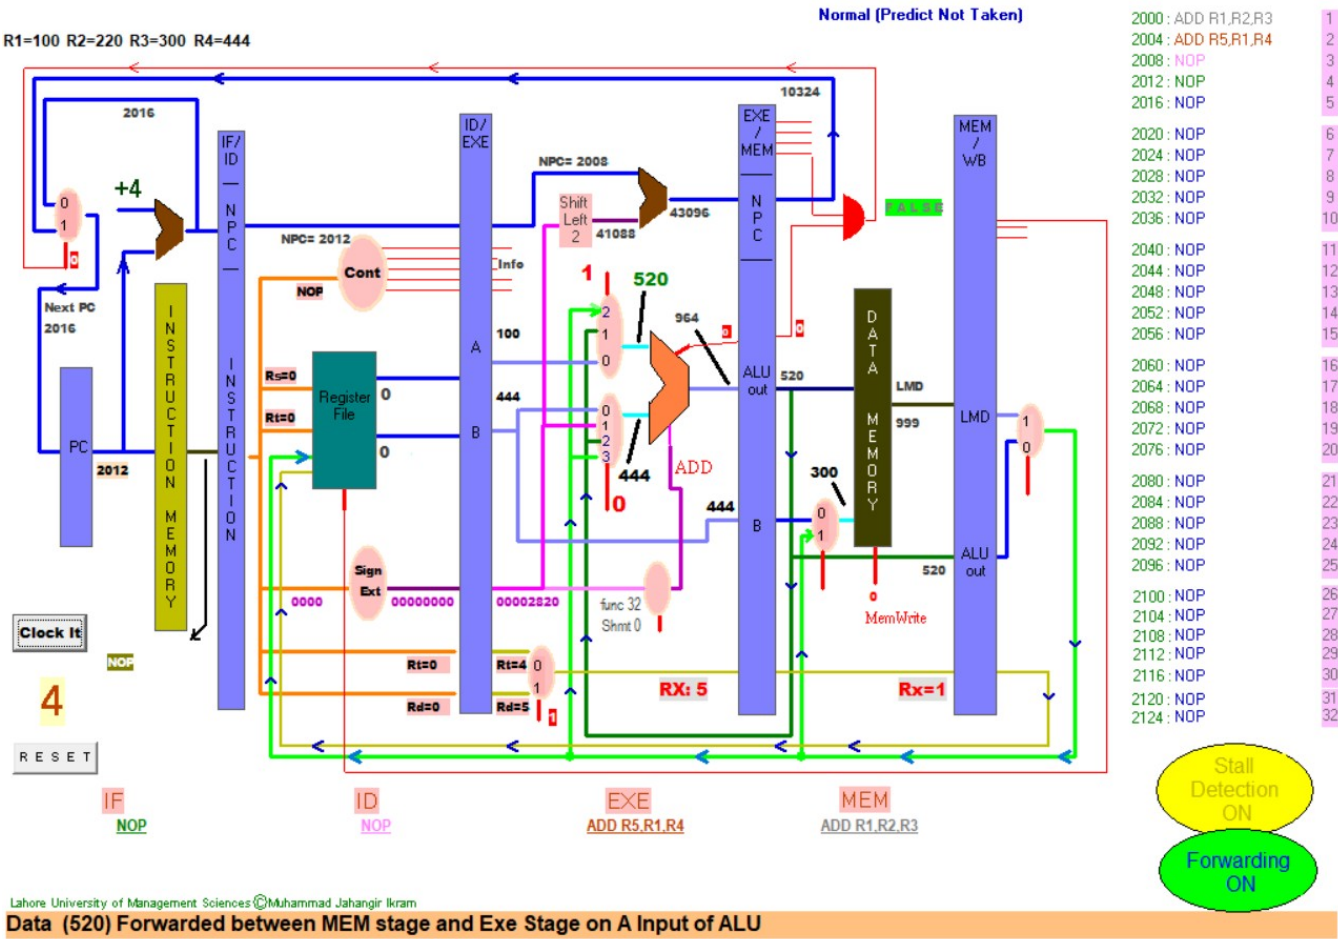 Normal (Predict Not Taken)
R1=100 R2=220 R3=300 R4=444
2000 : ADD R1,R2,R3 1
2004 : ADD R5,R1,R4 2
2008 : NOP 3
2012 : NOP 4
2016 : NOP 5
2020 : NOP 6
2024 : NOP 7
2028 : NOP 8
2032 : NOP 9
2036 : NOP 10
2040 : NOP 11
2044 : NOP 12
2048 : NOP 13
2052 : NOP 14
2056 : NOP 15
2060 : NOP 16
2064 : NOP 17
2068 : NOP 18
2072 : NOP 19
2076 : NOP 20
2080 : NOP 21
2084 : NOP 22
2088 : NOP 23
2092 : NOP 24
2096 : NOP 25
2100 : NOP 26
2104 : NOP 27
2108 : NOP 28
2112 : NOP 29
2116 : NOP 30
2120 : NOP 31
2124 : NOP 32
2016
+4
0
1
0
Next PC
2016
PC
2012
INSTRUCTION MEMORY
Clock It
NOP
4
RESET
IF/
ID
NPC
INSTRUCTION
NPC= 2012
Cont
NOP
Info
Rs=0
Rt=0
Register
File
0
0
Sign
Ext
0000
00000000
00002820
Rt=0
Rd=0
Rt=4
Rd=5
0
1
1
ID/
EXE
A
B
100
444
NPC= 2008
Shift
Left
2
41088
43096
1
520
2
1
0
0
1
2
3
444
0
964
0
0
ADD
func 32
Shmt 0
RX: 5
444
10324
EXE
/
MEM
NPC
ALU
out
B
FALSE
520
DATA MEMORY
LMD
999
300
0
1
520
0
MemWrite
Rx=1
MEM
/
WB
LMD
ALU
out
1
0
IF
NOP
ID
NOP
EXE
ADD R5,R1,R4
MEM
ADD R1,R2,R3
Stall
Detection
ON
Forwarding
ON
Lahore University of Management Sciences ©Muhammad Jahangir Ikram
Data (520) Forwarded between MEM stage and Exe Stage on A Input of ALU